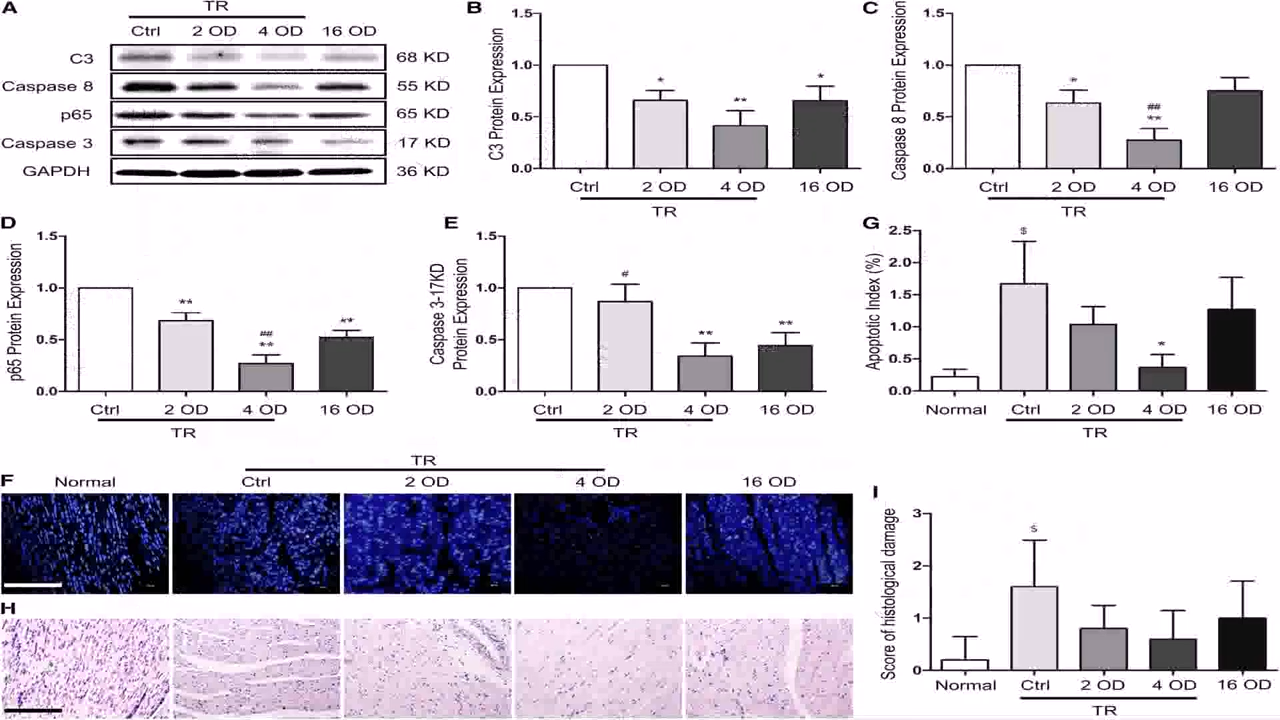 A
TR
Ctrl 2 OD 4 OD 16 OD
C3 68 KD
Caspase 8 55 KD
p65 65 KD
Caspase 3 17 KD
GAPDH 36 KD
B
C3 Protein Expression
1.5
1.0
0.5
0.0
*
**
*
Ctrl 2 OD 4 OD 16 OD
TR
C
Caspase 8 Protein Expression
1.5
1.0
0.5
0.0
*
##
**
Ctrl 2 OD 4 OD 16 OD
TR
D
p65 Protein Expression
1.5
1.0
0.5
0.0
**
##
**
**
Ctrl 2 OD 4 OD 16 OD
TR
E
Caspase 3-17KD
Protein Expression
1.5
1.0
0.5
0.0
#
**
**
Ctrl 2 OD 4 OD 16 OD
TR
G
Apoptotic Index (%)
2.5
2.0
1.5
1.0
0.5
0.0
$
*
Normal Ctrl 2 OD 4 OD 16 OD
TR
F
TR
Normal Ctrl 2 OD 4 OD 16 OD
H
I
Score of histological damage
3
2
1
0
$
Normal Ctrl 2 OD 4 OD 16 OD
TR